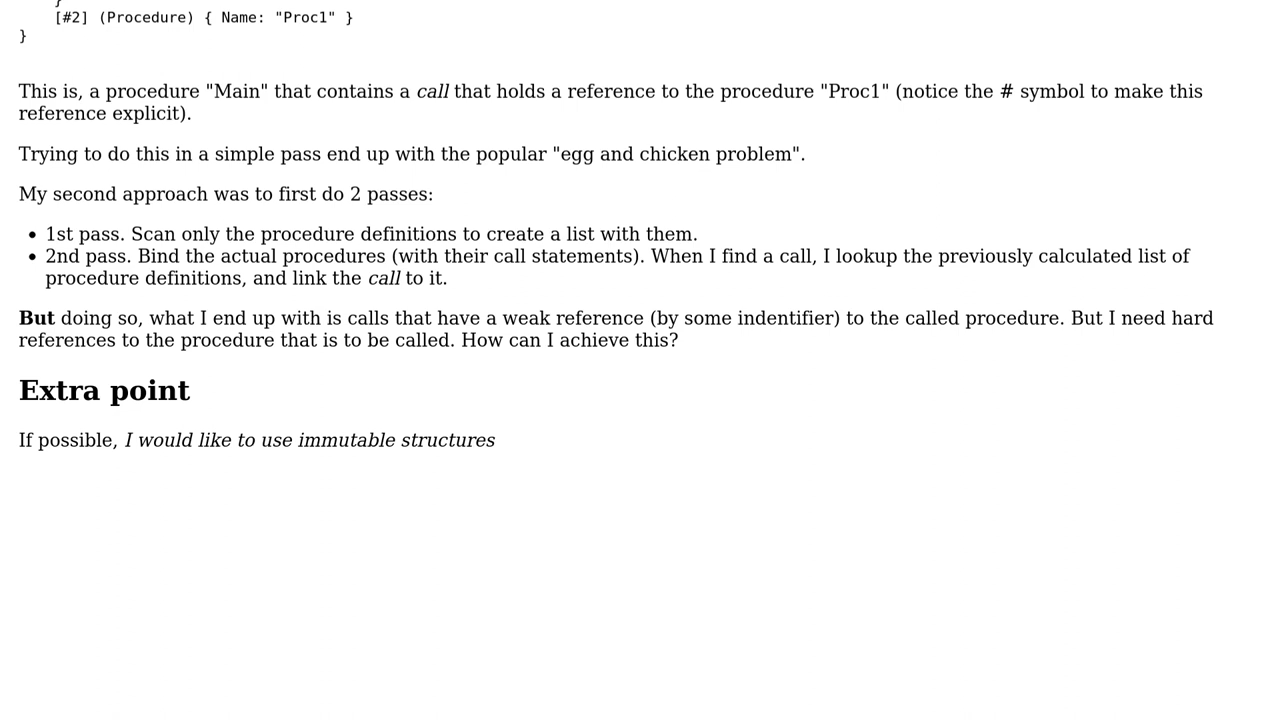 }
[#2] (Procedure) { Name: "Proc1" }
}
This is, a procedure "Main" that contains a call that holds a reference to the procedure "Proc1" (notice the # symbol to make this
reference explicit).
Trying to do this in a simple pass end up with the popular "egg and chicken problem".
My second approach was to first do 2 passes:
• 1st pass. Scan only the procedure definitions to create a list with them.
• 2nd pass. Bind the actual procedures (with their call statements). When I find a call, I lookup the previously calculated list of
procedure definitions, and link the call to it.
But doing so, what I end up with is calls that have a weak reference (by some indentifier) to the called procedure. But I need hard
references to the procedure that is to be called. How can I achieve this?
Extra point
If possible, I would like to use immutable structures